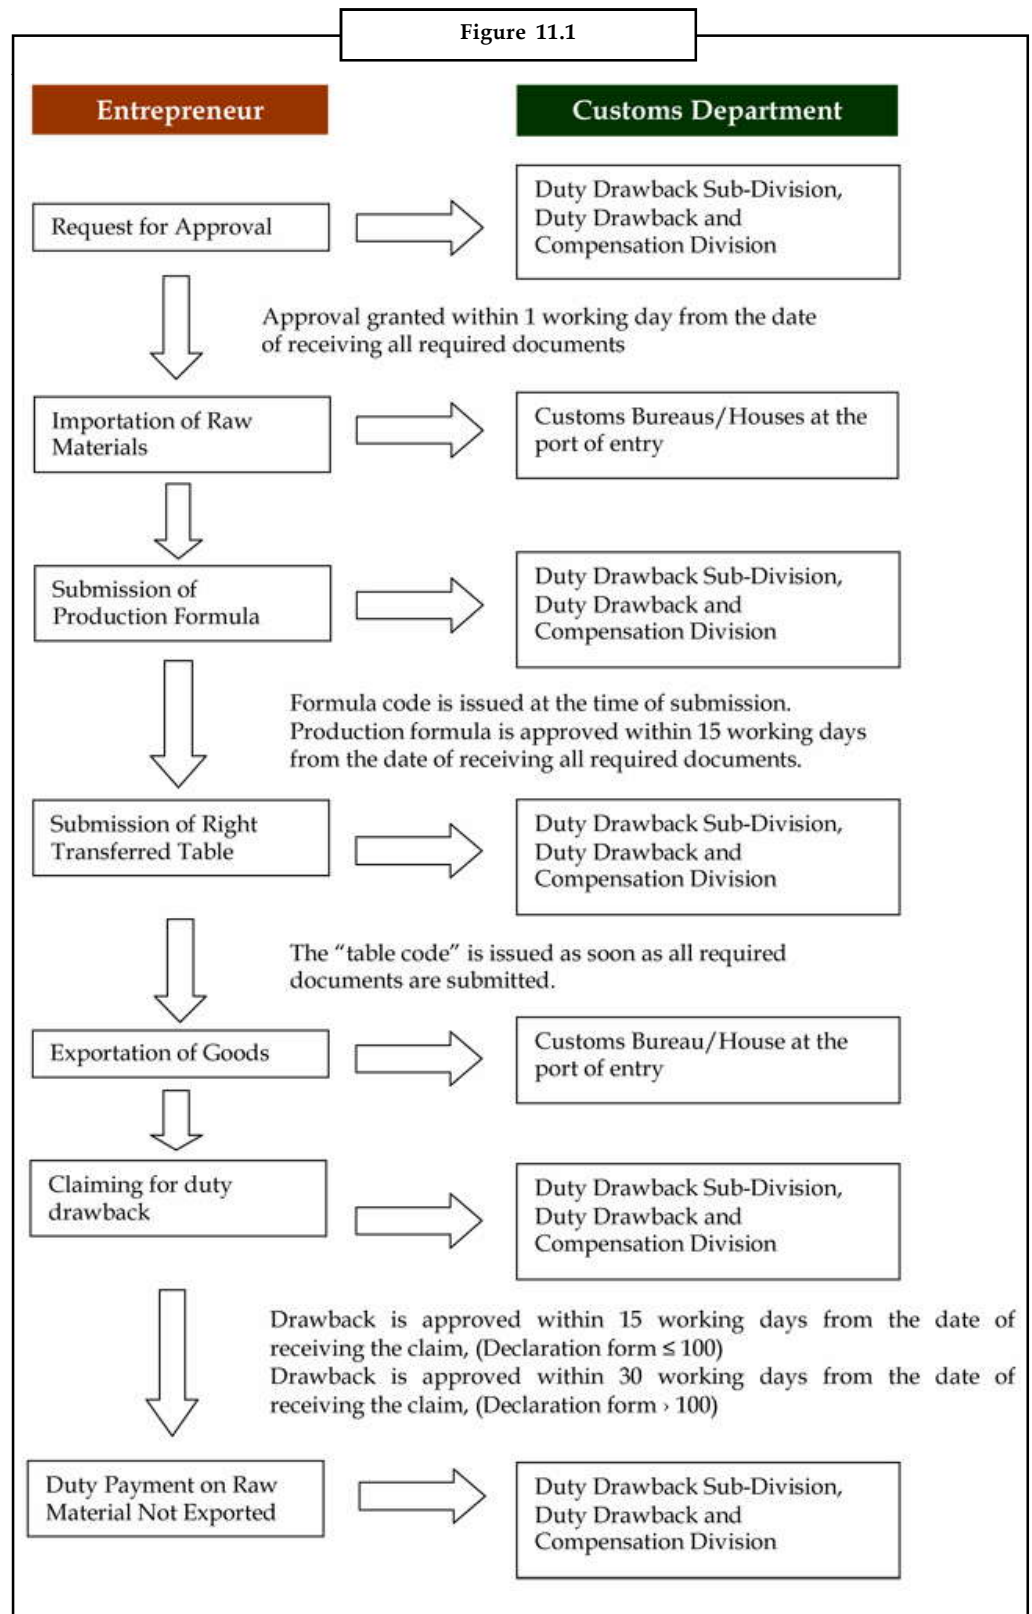 Figure 11.1
Entrepreneur
Customs Department
Request for Approval
Duty Drawback Sub-Division,
Duty Drawback and
Compensation Division
Approval granted within 1 working day from the date
of receiving all required documents
Importation of Raw
Materials
Customs Bureaus/Houses at the
port of entry
Submission of
Production Formula
Duty Drawback Sub-Division,
Duty Drawback and
Compensation Division
Formula code is issued at the time of submission.
Production formula is approved within 15 working days
from the date of receiving all required documents.
Submission of Right
Transferred Table
Duty Drawback Sub-Division,
Duty Drawback and
Compensation Division
The “table code” is issued as soon as all required
documents are submitted.
Exportation of Goods
Customs Bureau/House at the
port of entry
Claiming for duty
drawback
Duty Drawback Sub-Division,
Duty Drawback and
Compensation Division
Drawback is approved within 15 working days from the date of
receiving the claim, (Declaration form ≤ 100)
Drawback is approved within 30 working days from the date of
receiving the claim, (Declaration form › 100)
Duty Payment on Raw
Material Not Exported
Duty Drawback Sub-Division,
Duty Drawback and
Compensation Division